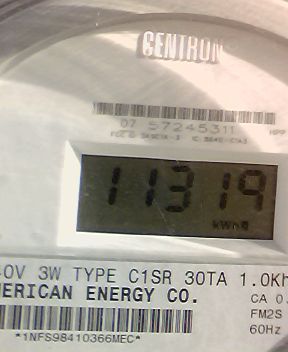 CENTRON
07 57245311
11319
kWh
0V 3W TYPE C1SR 30TA 1.0Kh
MERICAN ENERGY CO.
CA 0.
FM2S
60Hz
*1NFS98410366MEC*